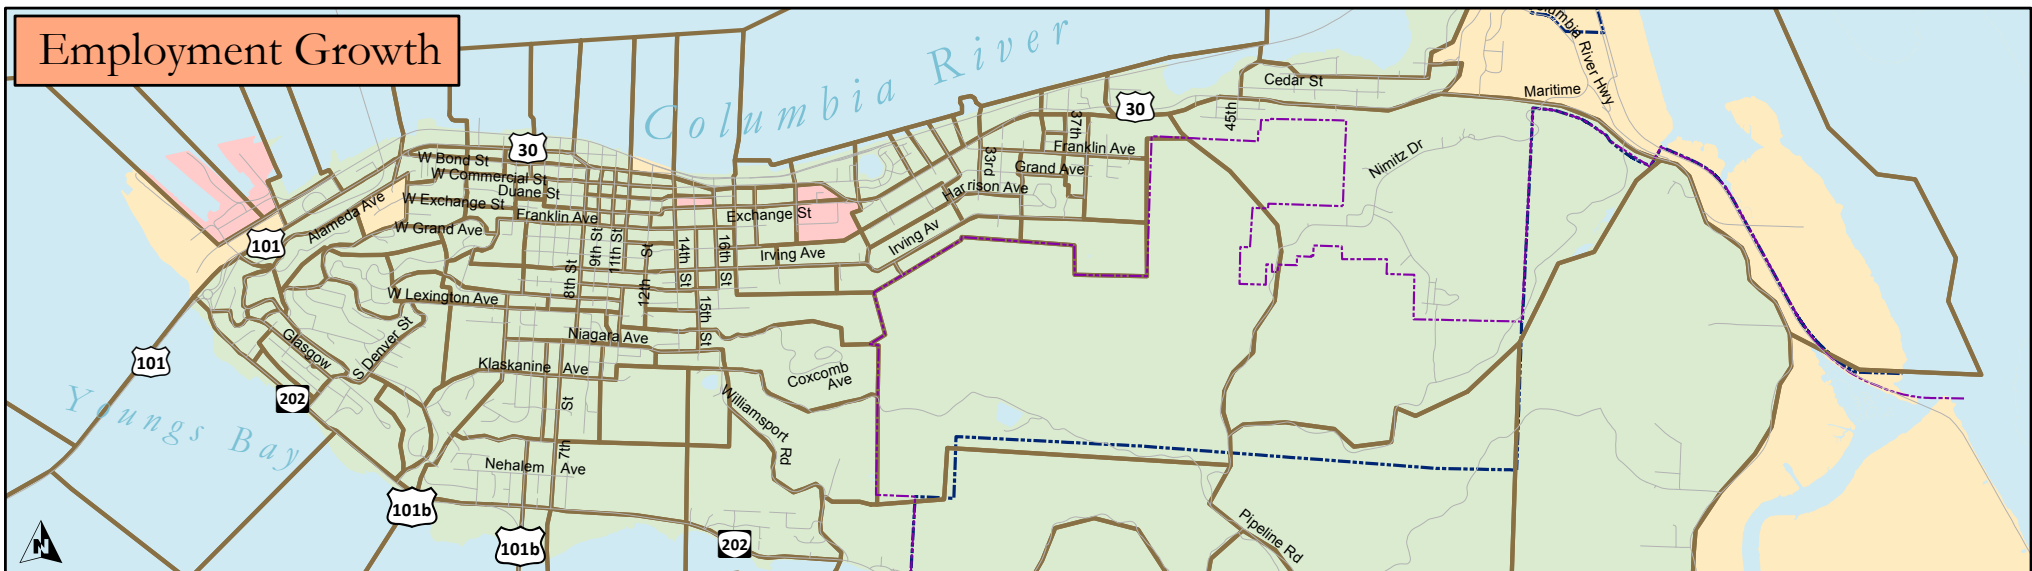 Employment Growth
Columbia River
Columbia River Hwy
Maritime
Cedar St
45th
30
37th
Franklin Ave
Grand Ave
33rd
Harrison Ave
Nimitz Dr
30
W Bond St
W Commercial St
Duane St
W Exchange St
Franklin Ave
Exchange St
Alameda Ave
W Grand Ave
101
9th St
11th St
12th St
14th St
16th St
Irving Ave
Irving Av
8th St
W Lexington Ave
15th St
Niagara Ave
Glasgow
S Denver St
Klaskanine Ave
Coxcomb
Ave
101
202
Youngs Bay
Williamsport Rd
7th St
Nehalem Ave
101b
101b
202
Pipeline Rd
N